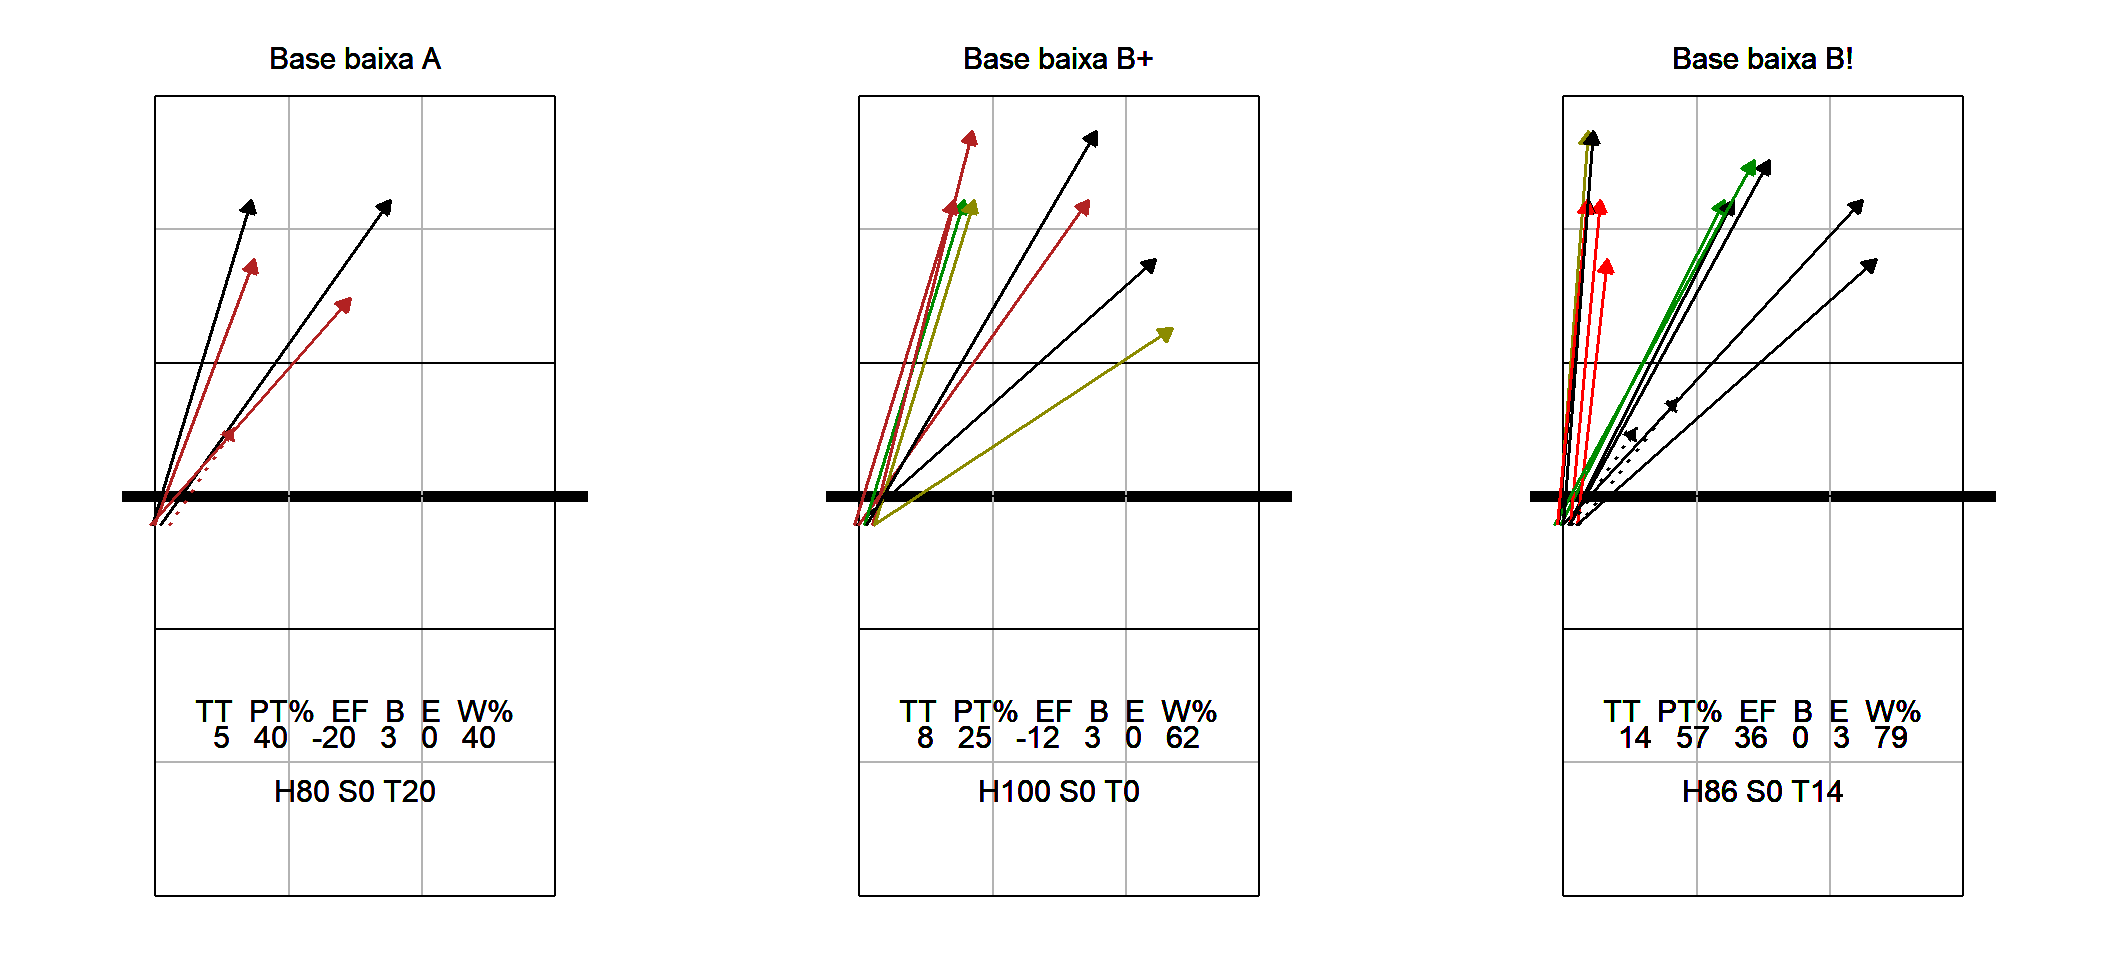 Base baixa A
Base baixa B+
Base baixa B!
TT PT% EF B E W%
5 40 -20 3 0 40
H80 S0 T20
TT PT% EF B E W%
8 25 -12 3 0 62
H100 S0 T0
TT PT% EF B E W%
14 57 36 0 3 79
H86 S0 T14